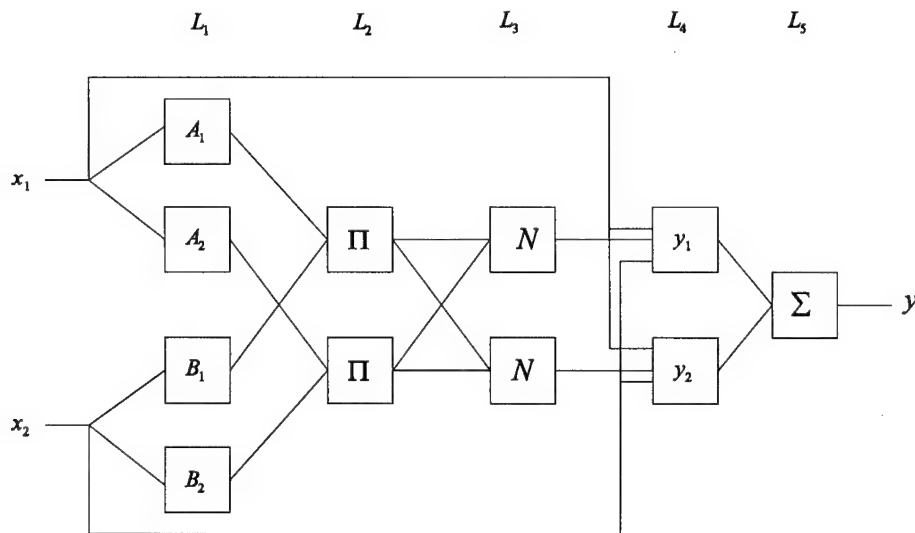 L₁ L₂ L₃ L₄ L₅
A₁
x₁
A₂ Π N y₁
Σ y
B₁ Π N y₂
x₂
B₂